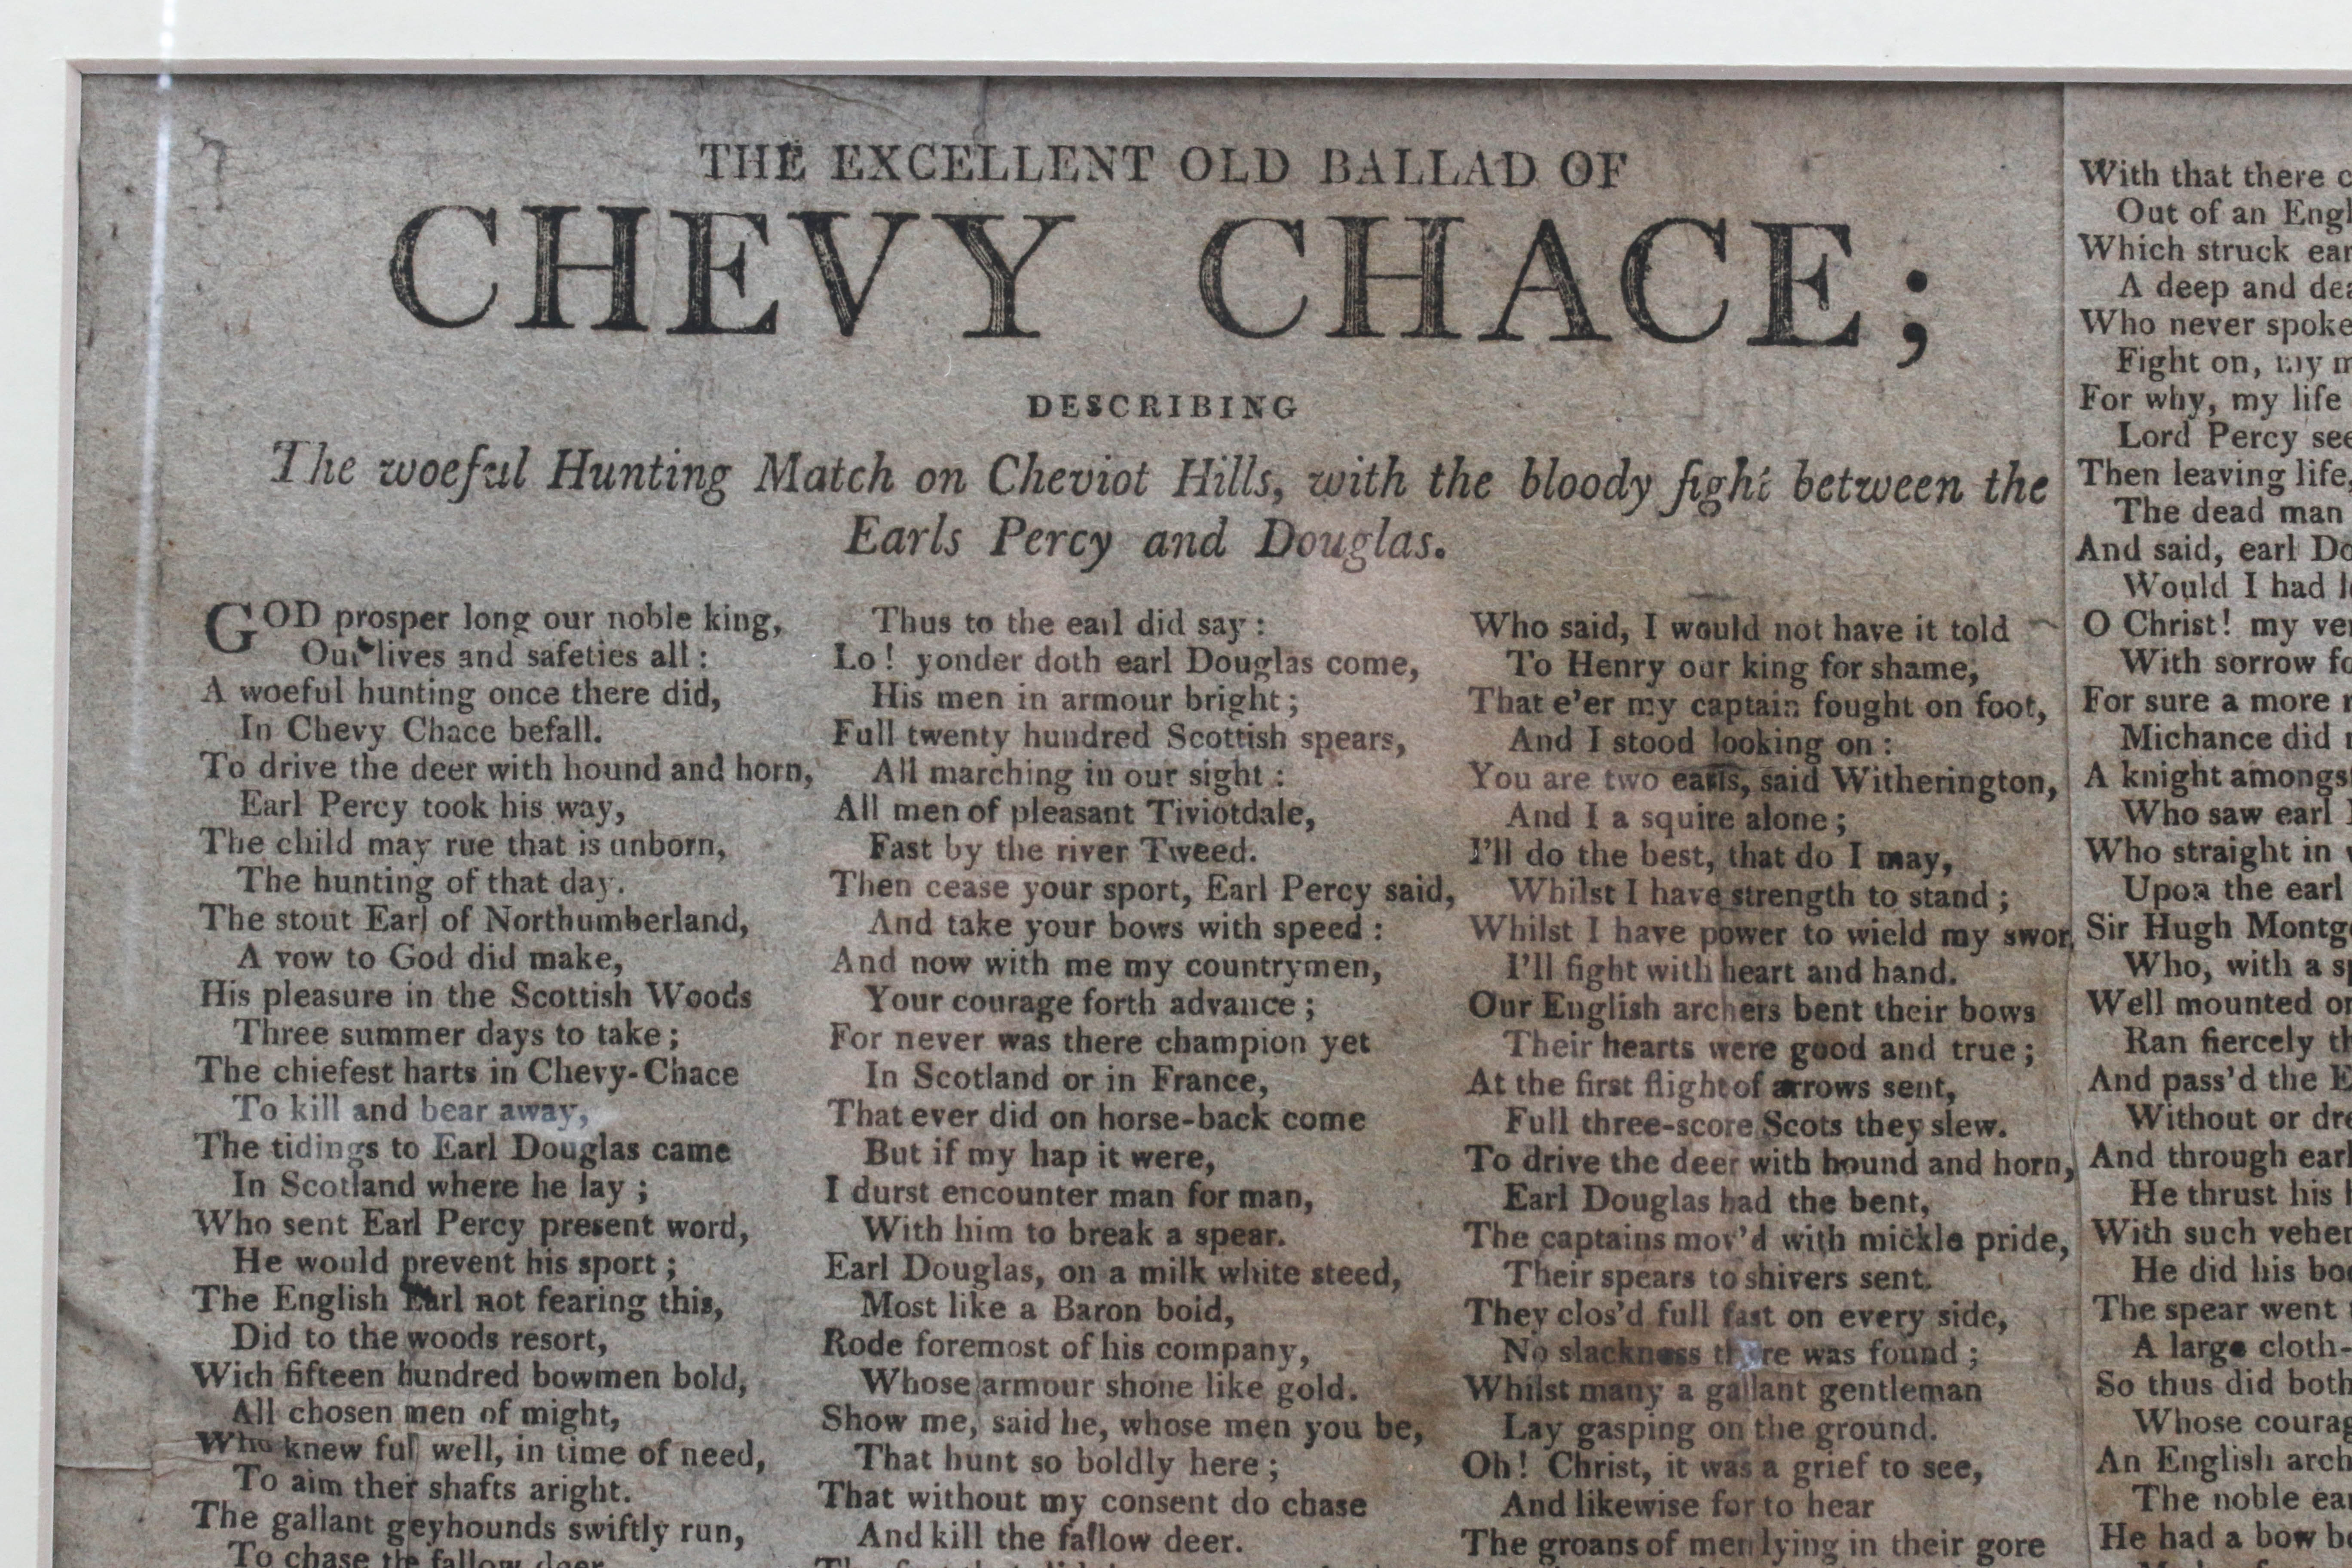 THE EXCELLENT OLD BALLAD OF
CHEVY CHACE;
DESCRIBING
The woeful Hunting Match on Cheviot Hills, with the bloody fight between the
Earls Percy and Douglas.
GOD prosper long our noble king,
Our lives and safeties all:
A woeful hunting once there did,
In Chevy Chace befall.
To drive the deer with hound and horn,
Earl Percy took his way,
The child may rue that is unborn,
The hunting of that day.
The stout Earl of Northumberland,
A vow to God did make,
His pleasure in the Scottish Woods
Three summer days to take;
The chiefest harts in Chevy-Chace
To kill and bear away,
The tidings to Earl Douglas came
In Scotland where he lay;
Who sent Earl Percy present word,
He would prevent his sport;
The English Earl not fearing this,
Did to the woods resort,
With fifteen hundred bowmen bold,
All chosen men of might,
Who knew full well, in time of need,
To aim ther shafts aright.
The gallant geyhounds swiftly run,
To chase the fallow deer
Thus to the earl did say:
Lo! yonder doth earl Douglas come,
His men in armour bright;
Full twenty hundred Scottish spears,
All marching in our sight:
All men of pleasant Tiviotdale,
Fast by the river Tweed.
Then cease your sport, Earl Percy said,
And take your bows with speed:
And now with me my countrymen,
Your courage forth advance;
For never was there champion yet
In Scotland or in France,
That ever did on horse-back come
But if my hap it were,
I durst encounter man for man,
With him to break a spear.
Earl Douglas, on a milk white steed,
Most like a Baron bold,
Rode foremost of his company,
Whose armour shone like gold.
Show me, said he, whose men you be,
That hunt so boldly here;
That without my consent do chase
And kill the fallow deer.
Who said, I would not have it told
To Henry our king for shame,
That e'er my captain fought on foot,
And I stood looking on:
You are two earls, said Witherington,
And I a squire alone;
I'll do the best, that do I may,
Whilst I have strength to stand;
Whilst I have power to wield my swor
I'll fight with heart and hand.
Our English archers bent their bows
Their hearts were good and true;
At the first flight of arrows sent,
Full three-score Scots they slew.
To drive the deer with hound and horn,
Earl Douglas had the bent,
The captains mov'd with mickle pride,
Their spears to shivers sent.
They clos'd full fast on every side,
No slackness there was found;
Whilst many a gallant gentleman
Lay gasping on the ground.
Oh! Christ, it was a grief to see,
And likewise for to hear
The groans of men lying in their gore
With that there c
Out of an Engl
Which struck ear
A deep and dea
Who never spoke
Fight on, my m
For why, my life
Lord Percy see
Then leaving life,
The dead man
And said, earl Do
Would I had l
O Christ! my ver
With sorrow fo
For sure a more r
Michance did
A knight amongst
Who saw earl
Who straight in
Upon the earl
Sir Hugh Montg
Who, with a sp
Well mounted on
Ran fiercely th
And pass'd the E
Without or dre
And through earl
He thrust his
With such vehem
He did his bod
The spear went
A large cloth-
So thus did both
Whose courag
An English arch
The noble ear
He had a bow b